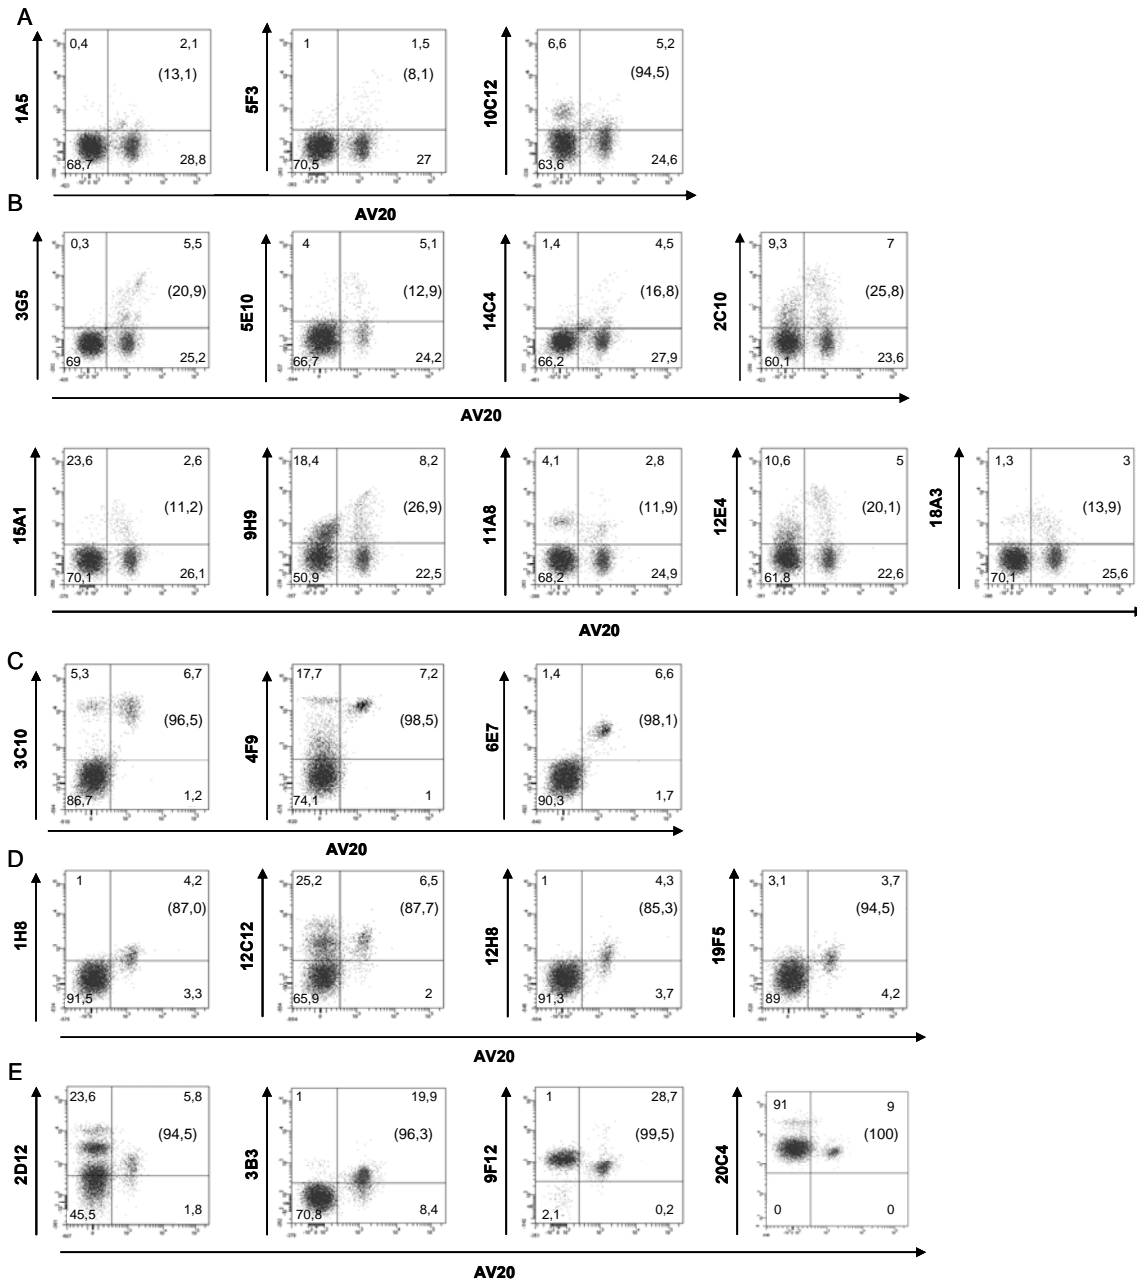 A
1A5
0,4 2,1
(13,1)
68,7 28,8
5F3
1 1,5
(8,1)
70,5 27
10C12
6,6 5,2
(94,5)
63,6 24,6
AV20
B
3G5
0,3 5,5
(20,9)
69 25,2
5E10
4 5,1
(12,9)
66,7 24,2
14C4
1,4 4,5
(16,8)
66,2 27,9
2C10
9,3 7
(25,8)
60,1 23,6
AV20
15A1
23,6 2,6
(11,2)
70,1 26,1
9H9
18,4 8,2
(26,9)
50,9 22,5
11A8
4,1 2,8
(11,9)
68,2 24,9
12E4
10,6 5
(20,1)
61,8 22,6
18A3
1,3 3
(13,9)
70,1 25,6
AV20
C
3C10
5,3 6,7
(96,5)
86,7 1,2
4F9
17,7 7,2
(98,5)
74,1 1
6E7
1,4 6,6
(98,1)
90,3 1,7
AV20
D
1H8
1 4,2
(87,0)
91,5 3,3
12C12
25,2 6,5
(87,7)
65,9 2
12H8
1 4,3
(85,3)
91,3 3,7
19F5
3,1 3,7
(94,5)
89 4,2
AV20
E
2D12
23,6 5,8
(94,5)
45,5 1,8
3B3
1 19,9
(96,3)
70,8 8,4
9F12
1 28,7
(99,5)
2,1 0,2
20C4
91 9
(100)
0 0
AV20